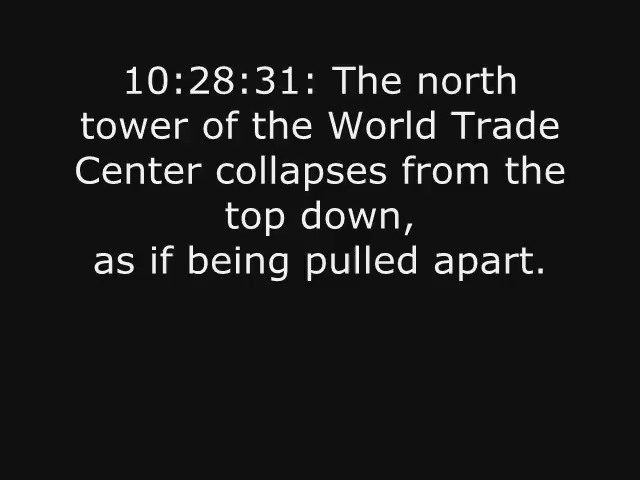 10:28:31: The north
tower of the World Trade
Center collapses from the
top down,
as if being pulled apart.